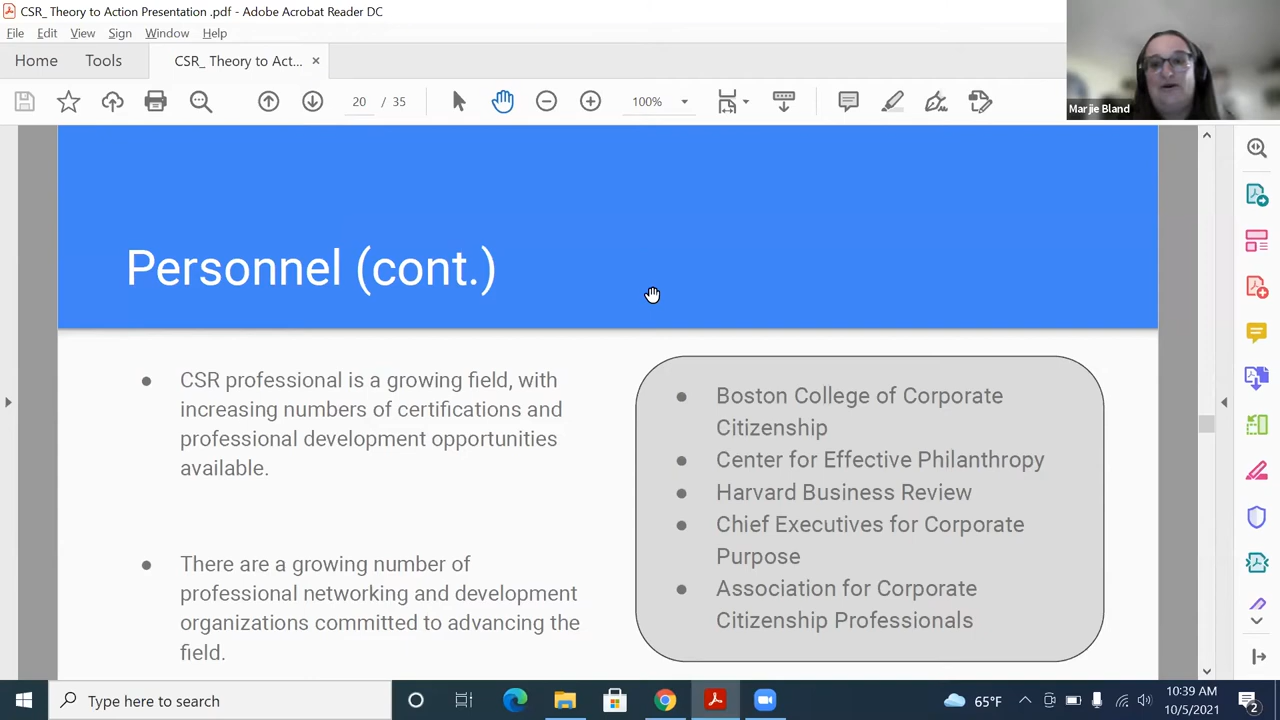 CSR_ Theory to Action Presentation .pdf - Adobe Acrobat Reader DC
File Edit View Sign Window Help
Home Tools CSR_ Theory to Act... ×
20 / 35 100%
Marjie Bland
Personnel (cont.)
● CSR professional is a growing field, with
increasing numbers of certifications and
professional development opportunities
available.
● There are a growing number of
professional networking and development
organizations committed to advancing the
field.
● Boston College of Corporate
Citizenship
● Center for Effective Philanthropy
● Harvard Business Review
● Chief Executives for Corporate
Purpose
● Association for Corporate
Citizenship Professionals
Type here to search
65°F
10:39 AM
10/5/2021
2